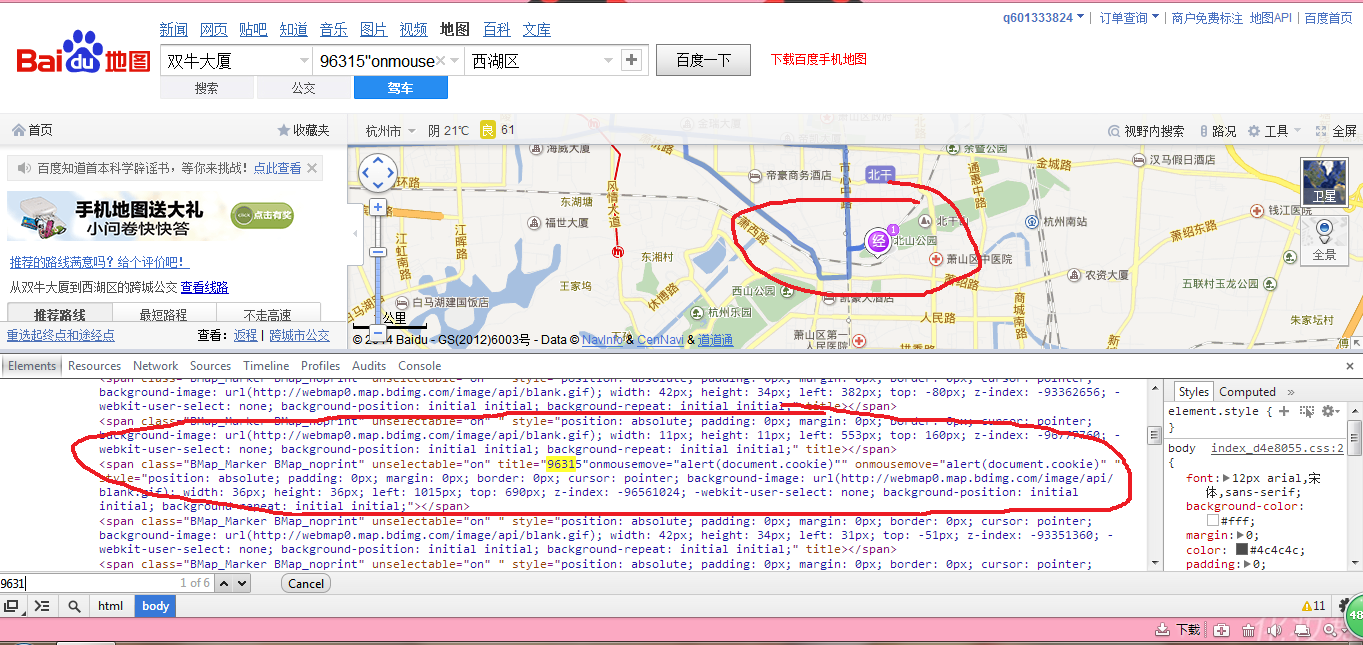 新闻 网页 贴吧 知道 音乐 图片 视频 地图 百科 文库
q601333824 订单查询 商户免费标注 地图API 百度首页
Baidu地图
双牛大厦 96315"onmouse 西湖区 百度一下 下载百度手机地图
搜索 公交 驾车
首页 收藏夹 杭州市 阴 21℃ 良 61 视野内搜索 路况 工具 全屏
百度知道首本科学辟谣书，等你来挑战！点此查看
手机地图送大礼
小问卷快快答
click 点击有奖
推荐的路线满意吗？给个评价吧！
从双牛大厦到西湖区的跨城公交 查看线路
推荐路线 最短路程 不走高速
重选起终点和途经点 查看： 返程 | 跨城市公交
海威大厦
余暨公园
金城路
汉马假日酒店
帝豪商务酒店
市心中路
北干
通惠中路
卫星
环路
东湖塘
风情大道
福世大厦
萧西路
北干山
杭州南站
钱江医院
江虹南路
江晖路
经
1
北山公园
萧绍东路
全景
东湘村
萧山区中医院
萧绍路
农资大厦
王家坞
休博路
西山公园
五联村玉龙公园
白马湖建国饭店
杭州乐园
人民路
商城南路
朱家坛村
公里
萧山区第一
人民医院
© 2014 Baidu - GS(2012)6003号 - Data © NavInfo & CenNavi & 道道通
Elements Resources Network Sources Timeline Profiles Audits Console
<span class="BMap_Marker BMap_noprint" unselectable="on" " style="position: absolute; padding: 0px; margin: 0px; border: 0px; cursor: pointer;
background-image: url(http://webmap0.map.bdimg.com/image/api/blank.gif); width: 42px; height: 34px; left: 382px; top: -80px; z-index: -93362656; -
webkit-user-select: none; background-position: initial initial; background-repeat: initial initial;" title></span>
<span class="BMap_Marker BMap_noprint" unselectable="on" " style="position: absolute; padding: 0px; margin: 0px; border: 0px; cursor: pointer;
background-image: url(http://webmap0.map.bdimg.com/image/api/blank.gif); width: 11px; height: 11px; left: 553px; top: 160px; z-index:
webkit-user-select: none; background-position: initial initial; background-repeat: initial initial;" title></span>
<span class="BMap_Marker BMap_noprint" unselectable="on" title="96315"onmousemove="alert(document.cookie)"" onmousemove="alert(document.cookie)" "
style="position: absolute; padding: 0px; margin: 0px; border: 0px; cursor: pointer; background-image: url(http://webmap0.map.bdimg.com/image/api/
blank.gif); width: 36px; height: 36px; left: 1015px; top: 690px; z-index: -96561024; -webkit-user-select: none; background-position: initial
initial; background-repeat: initial initial;"></span>
<span class="BMap_Marker BMap_noprint" unselectable="on" " style="position: absolute; padding: 0px; margin: 0px; border: 0px; cursor: pointer;
background-image: url(http://webmap0.map.bdimg.com/image/api/blank.gif); width: 42px; height: 34px; left: 31px; top: -51px; z-index: -93351360; -
webkit-user-select: none; background-position: initial initial; background-repeat: initial initial;" title></span>
<span class="BMap_Marker BMap_noprint" unselectable="on" " style="position: absolute; padding: 0px; margin: 0px; border: 0px; cursor: pointer;
Styles Computed »
element.style {
}
body index_d4e8055.css:2
{
font: 12px arial,宋
体,sans-serif;
background-color:
#fff;
margin: 0;
color: #4c4c4c;
padding: 0;
9631 1 of 6 Cancel
html body 11
48
下载